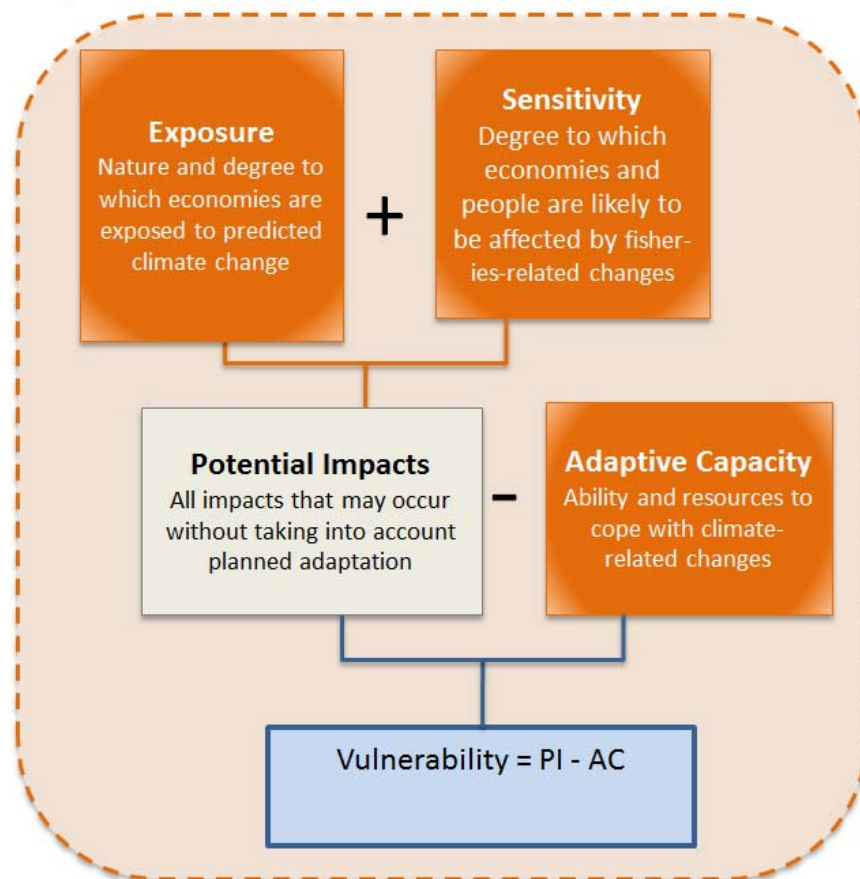 Exposure
Nature and degree to
which economies are
exposed to predicted
climate change
+
Sensitivity
Degree to which
economies and
people are likely to
be affected by fisher-
ies-related changes
Potential Impacts
All impacts that may occur
without taking into account
planned adaptation
-
Adaptive Capacity
Ability and resources to
cope with climate-
related changes
Vulnerability = PI - AC